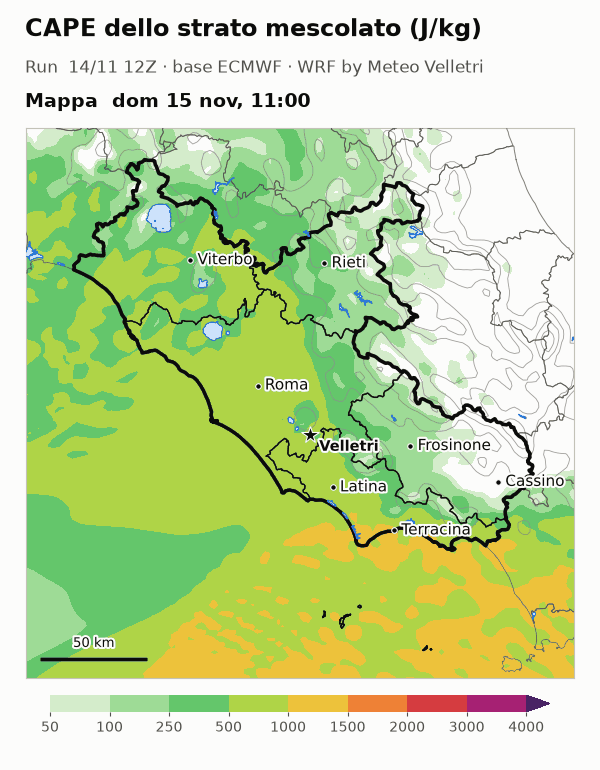 CAPE dello strato mescolato (J/kg)
Run  14/11 12Z · base ECMWF · WRF by Meteo Velletri
Mappa  dom 15 nov, 11:00
Viterbo
Rieti
Roma
Velletri
Frosinone
Cassino
Latina
Terracina
50 km
50 100 250 500 1000 1500 2000 3000 4000